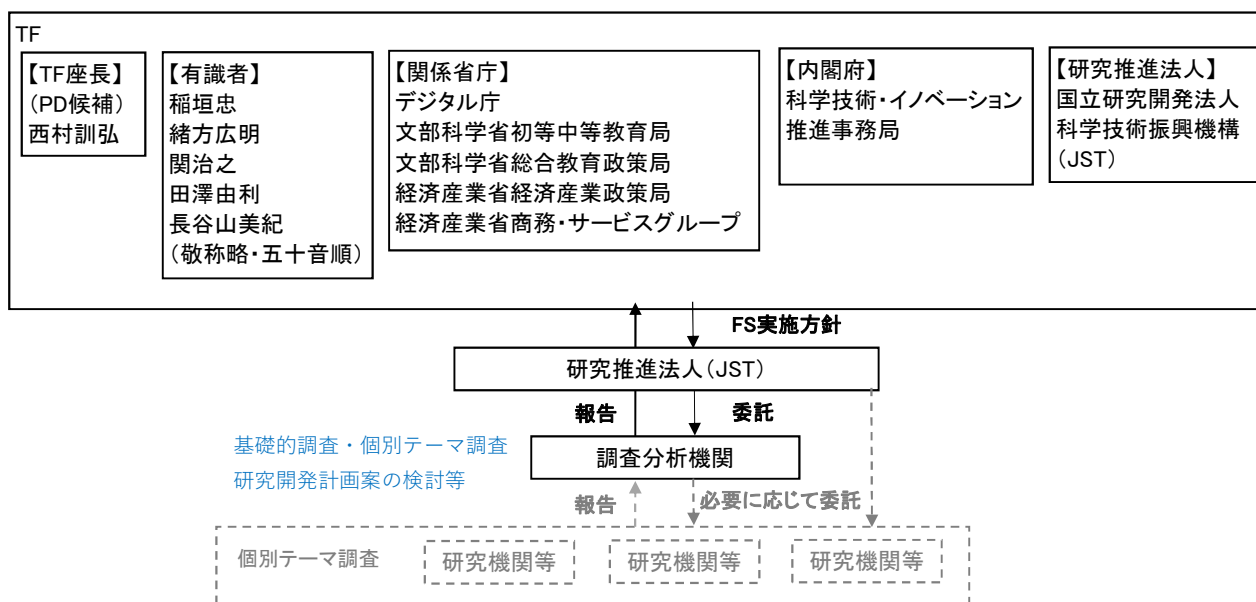 TF
【TF座長】
(PD候補)
西村訓弘
【有識者】
稲垣忠
緒方広明
関治之
田澤由利
長谷山美紀
(敬称略・五十音順)
【関係省庁】
デジタル庁
文部科学省初等中等教育局
文部科学省総合教育政策局
経済産業省経済産業政策局
経済産業省商務・サービスグループ
【内閣府】
科学技術・イノベーション
推進事務局
【研究推進法人】
国立研究開発法人
科学技術振興機構
(JST)
FS実施方針
研究推進法人(JST)
報告
委託
基礎的調査・個別テーマ調査
研究開発計画案の検討等
調査分析機関
報告
必要に応じて委託
個別テーマ調査
研究機関等
研究機関等
研究機関等